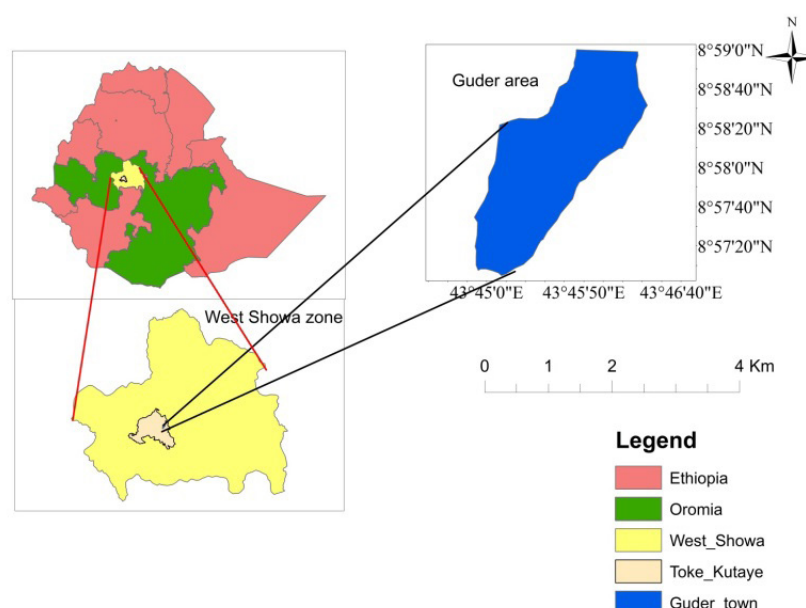 N
Guder area
8°59'0"N
8°58'40"N
8°58'20"N
8°58'0"N
8°57'40"N
8°57'20"N
43°45'0"E 43°45'50"E 43°46'40"E
West Showa zone
0 1 2 4 Km
Legend
Ethiopia
Oromia
West_Showa
Toke_Kutaye
Guder_town